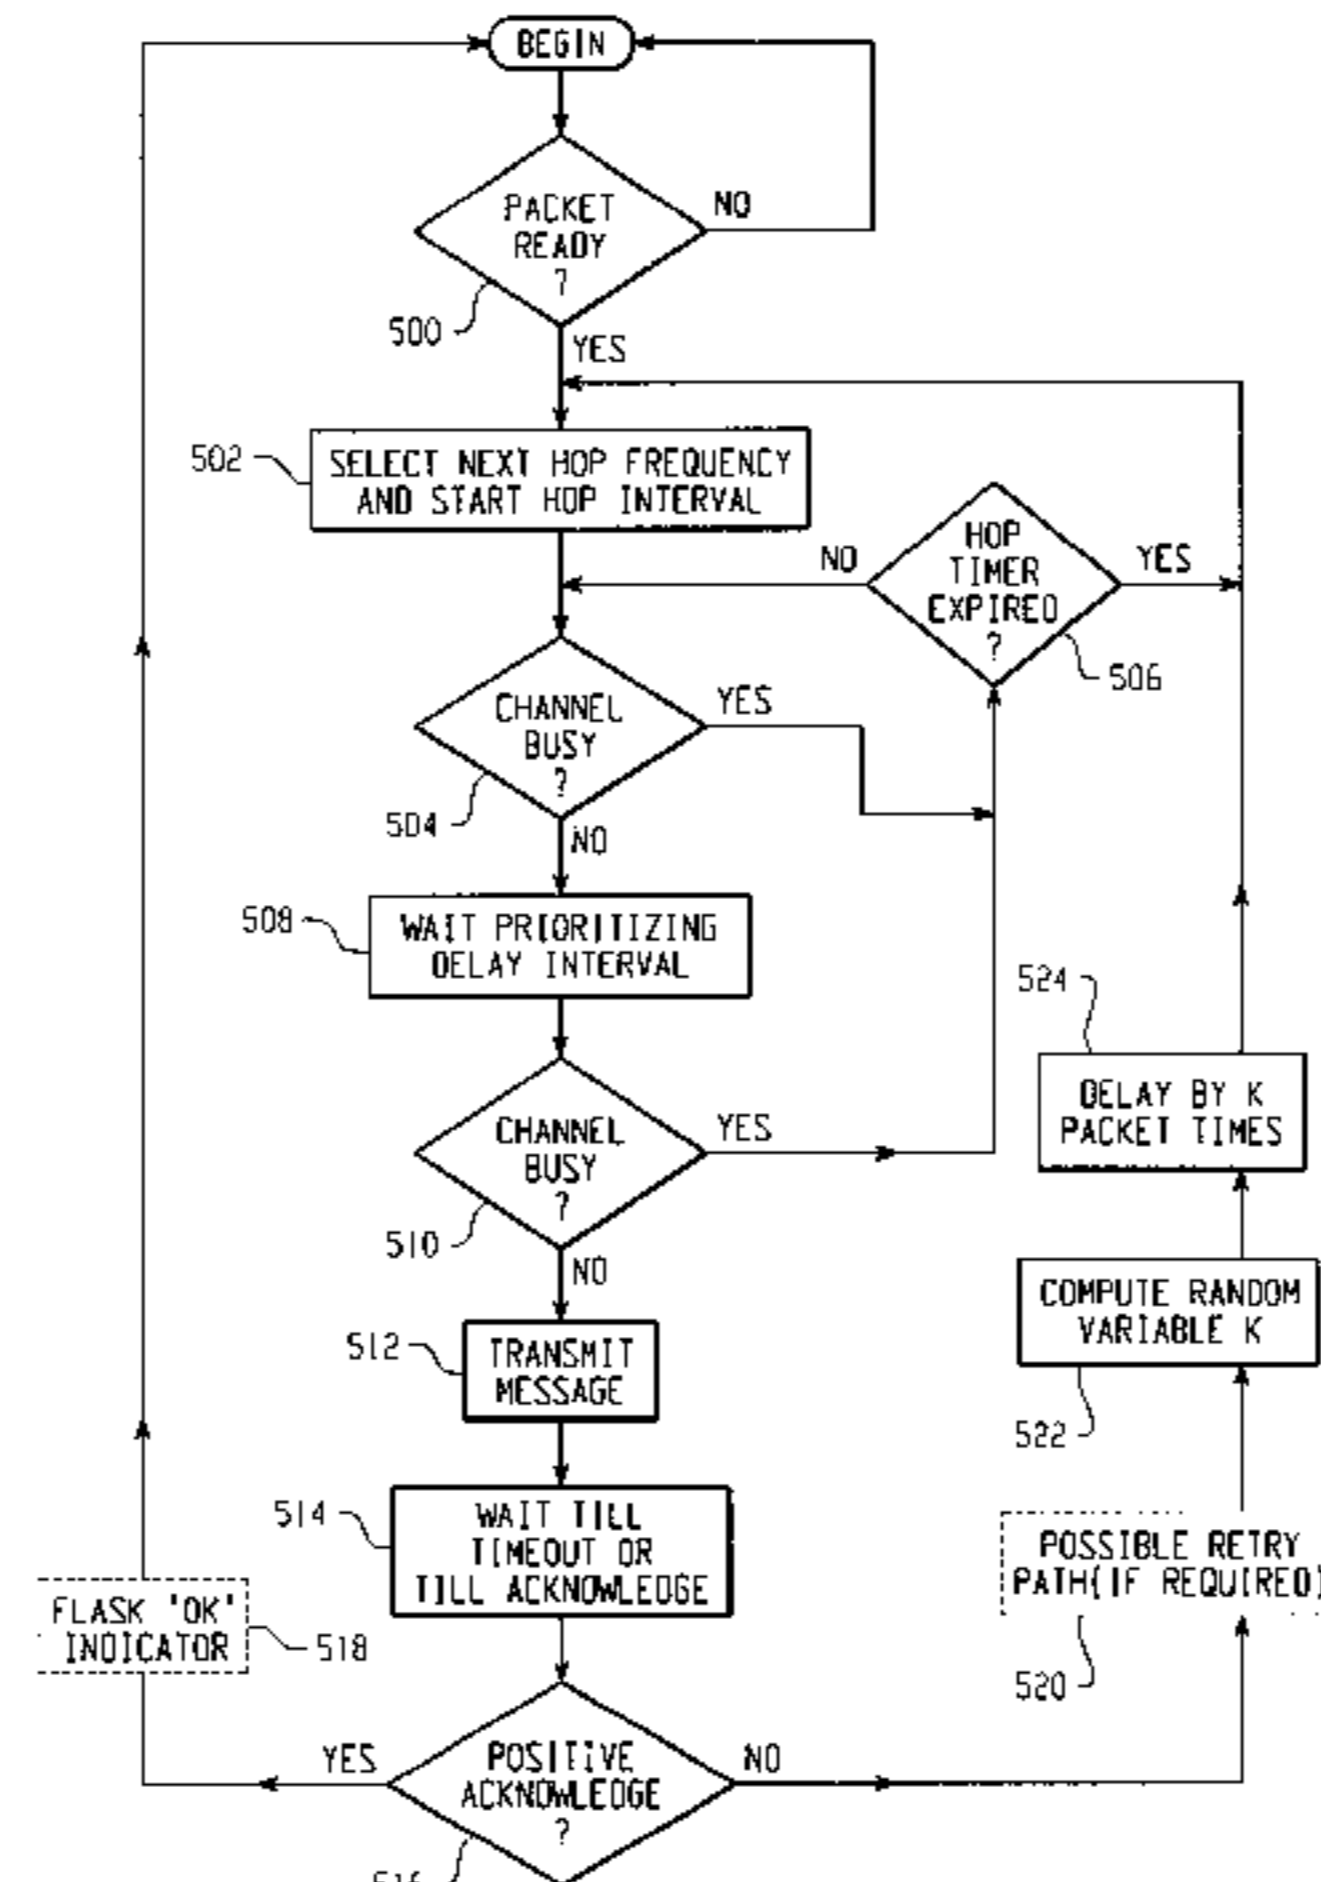 BEGIN
PACKET
READY
?
NO
500
YES
502
SELECT NEXT HOP FREQUENCY
AND START HOP INTERVAL
HOP
TIMER
EXPIRED
?
NO
YES
506
CHANNEL
BUSY
?
YES
504
NO
508
WAIT PRIORITIZING
DELAY INTERVAL
524
DELAY BY K
PACKET TIMES
CHANNEL
BUSY
?
YES
510
NO
COMPUTE RANDOM
VARIABLE K
522
512
TRANSMIT
MESSAGE
514
WAIT TILL
TIMEOUT OR
TILL ACKNOWLEDGE
POSSIBLE RETRY
PATH(IF REQUIRED)
520
FLASK "OK"
INDICATOR
518
YES
POSITIVE
ACKNOWLEDGE
?
NO